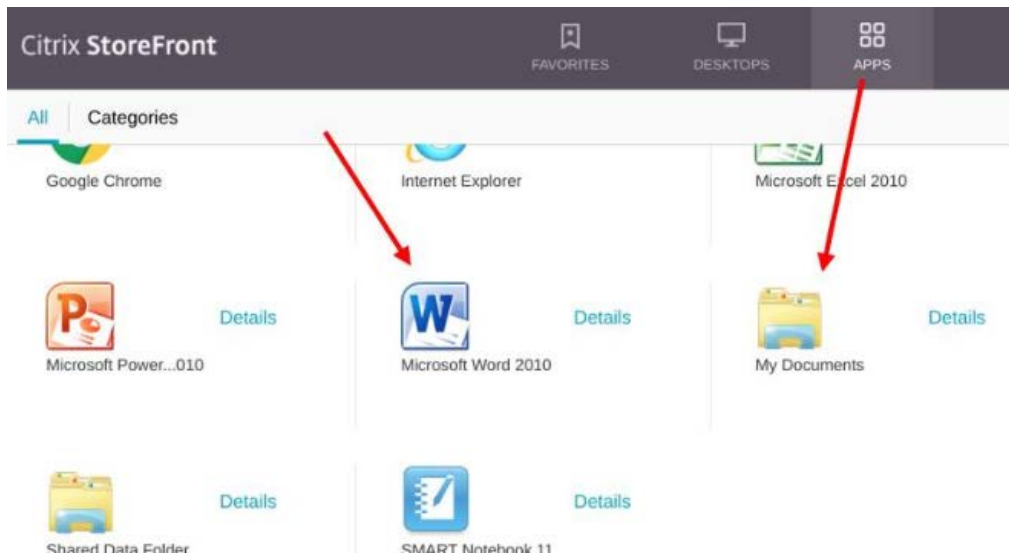 Citrix StoreFront
FAVORITES
DESKTOPS
APPS
All
Categories
Google Chrome
Internet Explorer
Microsoft Excel 2010
Details
Details
Details
Microsoft Power...010
Microsoft Word 2010
My Documents
Details
Details
Shared Data Folder
SMART Notebook 11